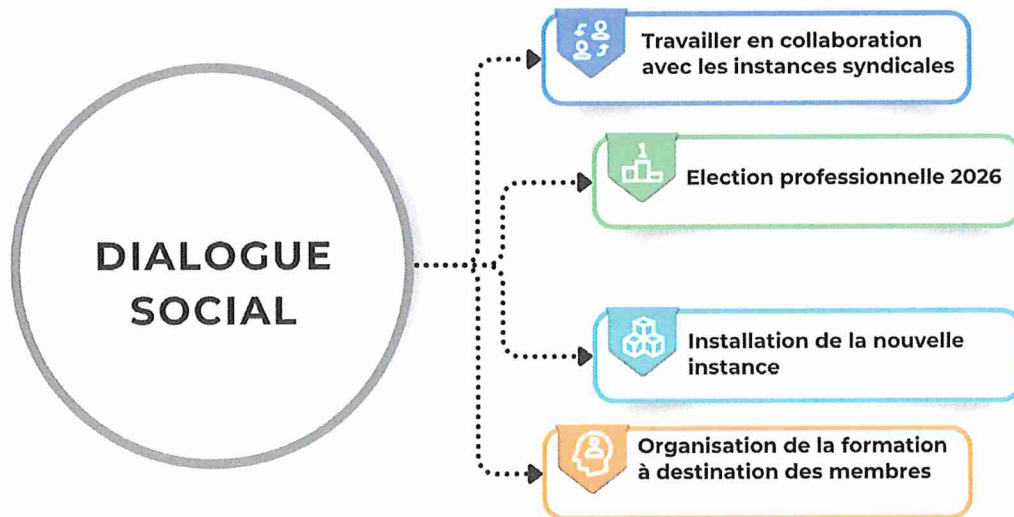 DIALOGUE
SOCIAL
Travailler en collaboration
avec les instances syndicales
1
Election professionnelle 2026
Installation de la nouvelle
instance
Organisation de la formation
à destination des membres